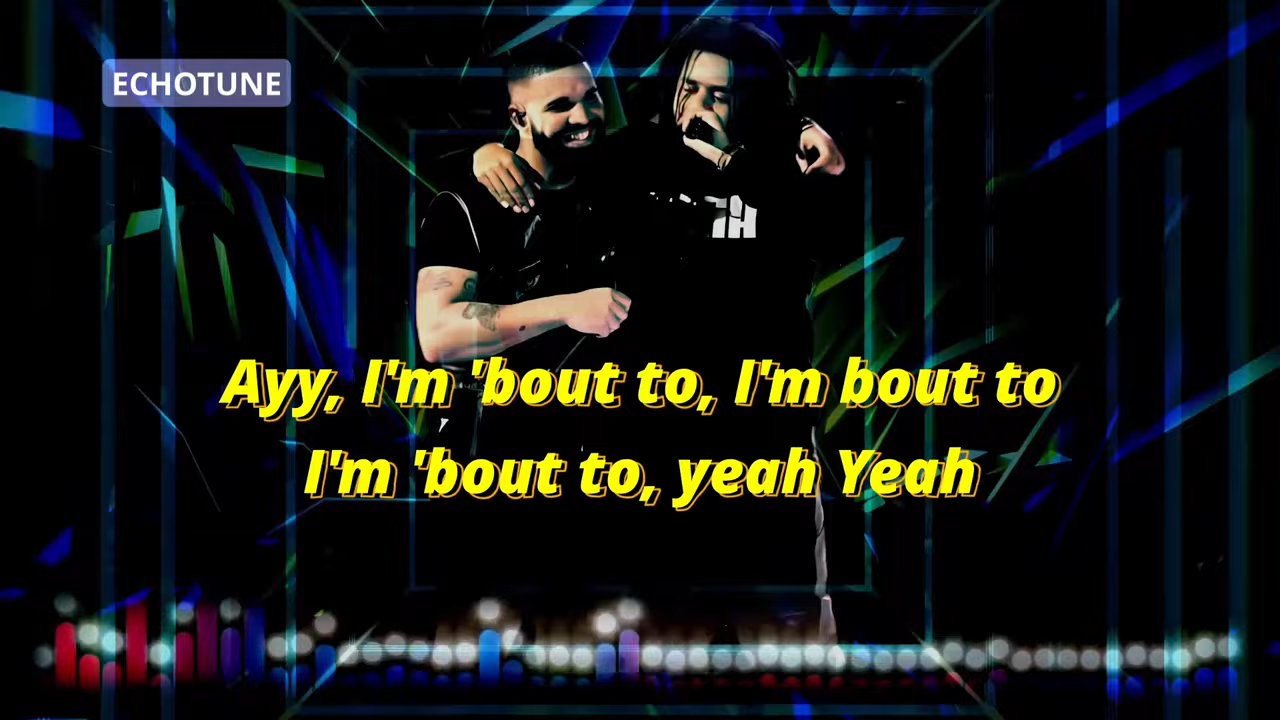 ECHOTUNE
Ayy, I'm 'bout to, I'm bout to
I'm 'bout to, yeah Yeah